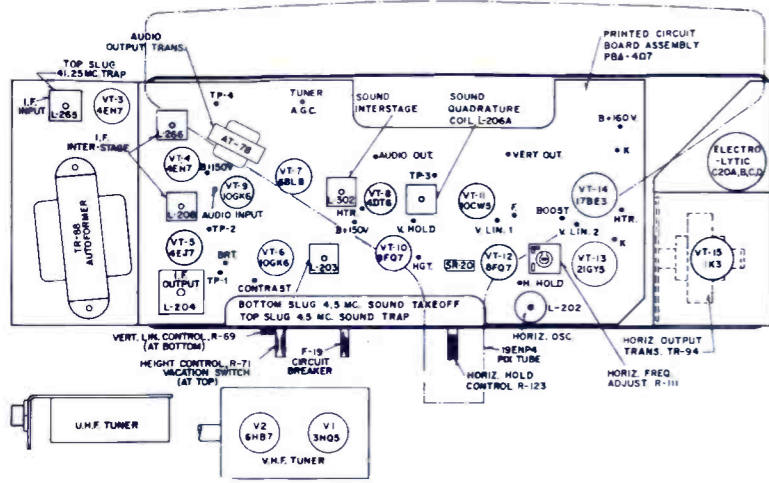 AUDIO
OUTPUT TRANS.
TOP SLUG
41.25 MC. TRAP
I.F.
INPUT
L-265
VT-3
4EH7
PRINTED CIRCUIT
BOARD ASSEMBLY
PBA-407
TP-4
TUNER
A.G.C.
SOUND
INTERSTAGE
SOUND
QUADRATURE
COIL L-206A
B+160V.
K
L-266
I.F.
INTER-STAGE
AT-78
AUDIO OUT.
VERT OUT.
ELECTRO
-LYTIC
C20A,B,C,D
VT-4
4EH7
B+150V
VT-7
6BL8
TP-3
L-208
VT-9
10GK6
AUDIO INPUT
L-302
HTR.
B+150V
VT-8
4DT6
V. HOLD
VT-11
10CW5
F.
V. LIN. 1
BOOST
V. LIN. 2
VT-14
17BE3
HTR.
K
TR-88
AUTOFORMER
VT-5
4EJ7
TP-2
BRT.
TP-1
VT-6
10GK6
L-203
VT-10
8FQ7
HGT.
SR-20
VT-12
8FQ7
VT-13
21GY5
VT-15
1K3
I.F.
OUTPUT
L-204
CONTRAST
H. HOLD
BOTTOM SLUG 4.5 MC. SOUND TAKEOFF
TOP SLUG 4.5 MC. SOUND TRAP
L-202
VERT. LIN. CONTROL, R-69
(AT BOTTOM)
HEIGHT CONTROL, R-71
VACATION SWITCH
(AT TOP)
F-19
CIRCUIT
BREAKER
HORIZ. HOLD
CONTROL R-123
19ENP4
PIX TUBE
HORIZ. OSC.
HORIZ. FREQ.
ADJUST. R-111
HORIZ OUTPUT
TRANS. TR-94
U.H.F. TUNER
V2
6HB7
V1
3HQ5
V.H.F. TUNER